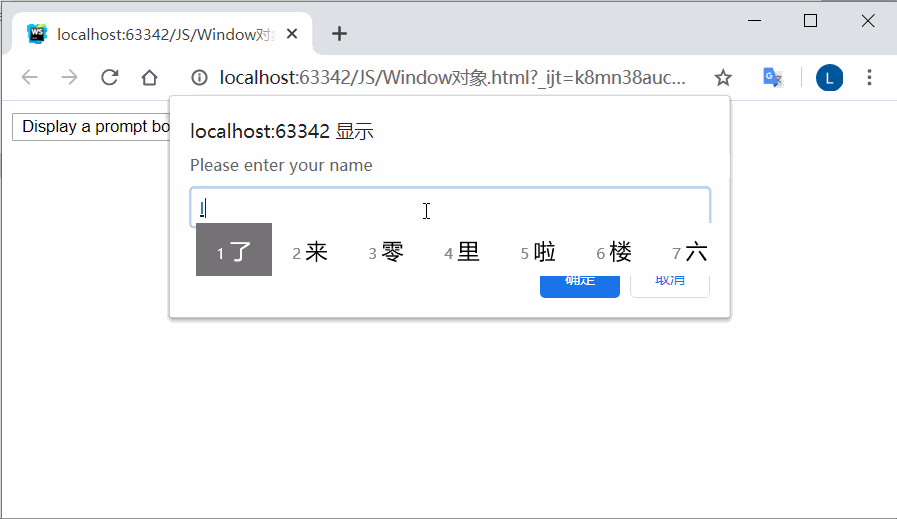 WS localhost:63342/JS/Window对
localhost:63342/JS/Window对象.html?_ijt=k8mn38auc... L
Display a prompt bo
localhost:63342 显示
Please enter your name
l
1 了 2 来 3 零 4 里 5 啦 6 楼 7 六
确定 取消